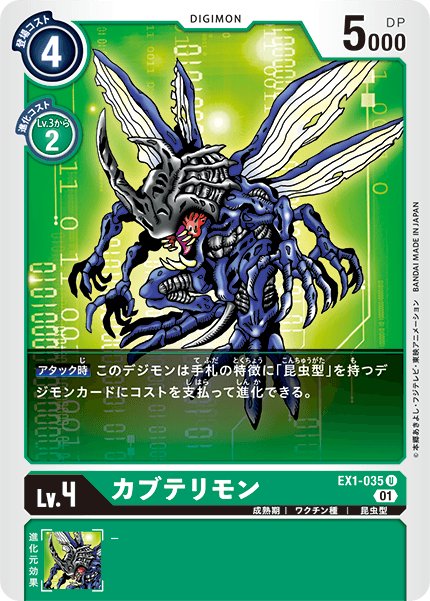 DIGIMON
登場コスト
4
DP
5000
進化コスト
Lv.3から
2
アタック時 このデジモンは手札の特徴に「昆虫型」を持つデ
ジモンカードにコストを支払って進化できる。
©本郷あきよし・フジテレビ・東映アニメーション BANDAI MADE IN JAPAN
Lv.4
カブテリモン
EX1-035 U
01
成熟期 | ワクチン種 | 昆虫型
進化元効果
-